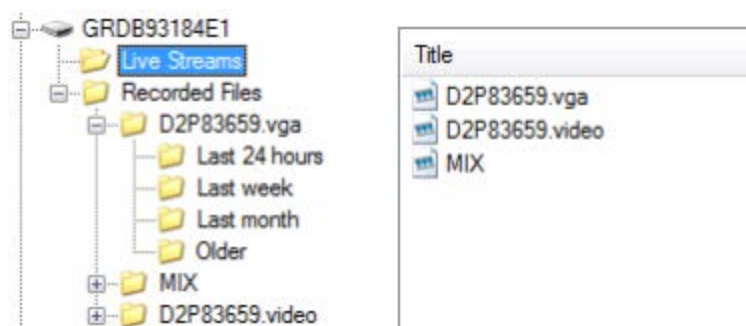 GRDB93184E1
Live Streams
Recorded Files
D2P83659.vga
Last 24 hours
Last week
Last month
Older
MIX
D2P83659.video
Title
D2P83659.vga
D2P83659.video
MIX